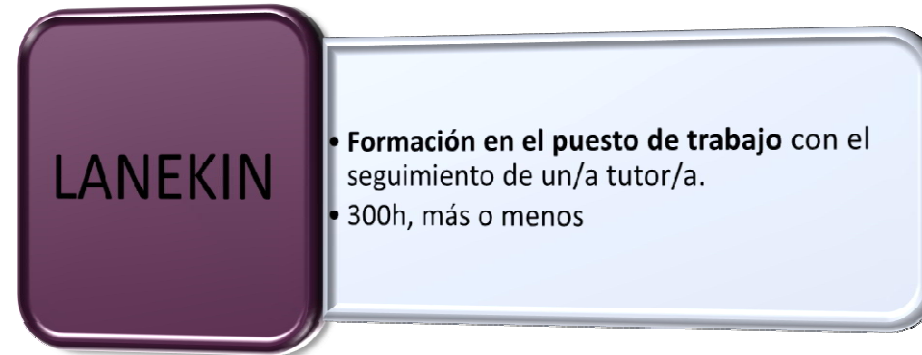 LANEKIN
• Formación en el puesto de trabajo con el
seguimiento de un/a tutor/a.
• 300h, más o menos